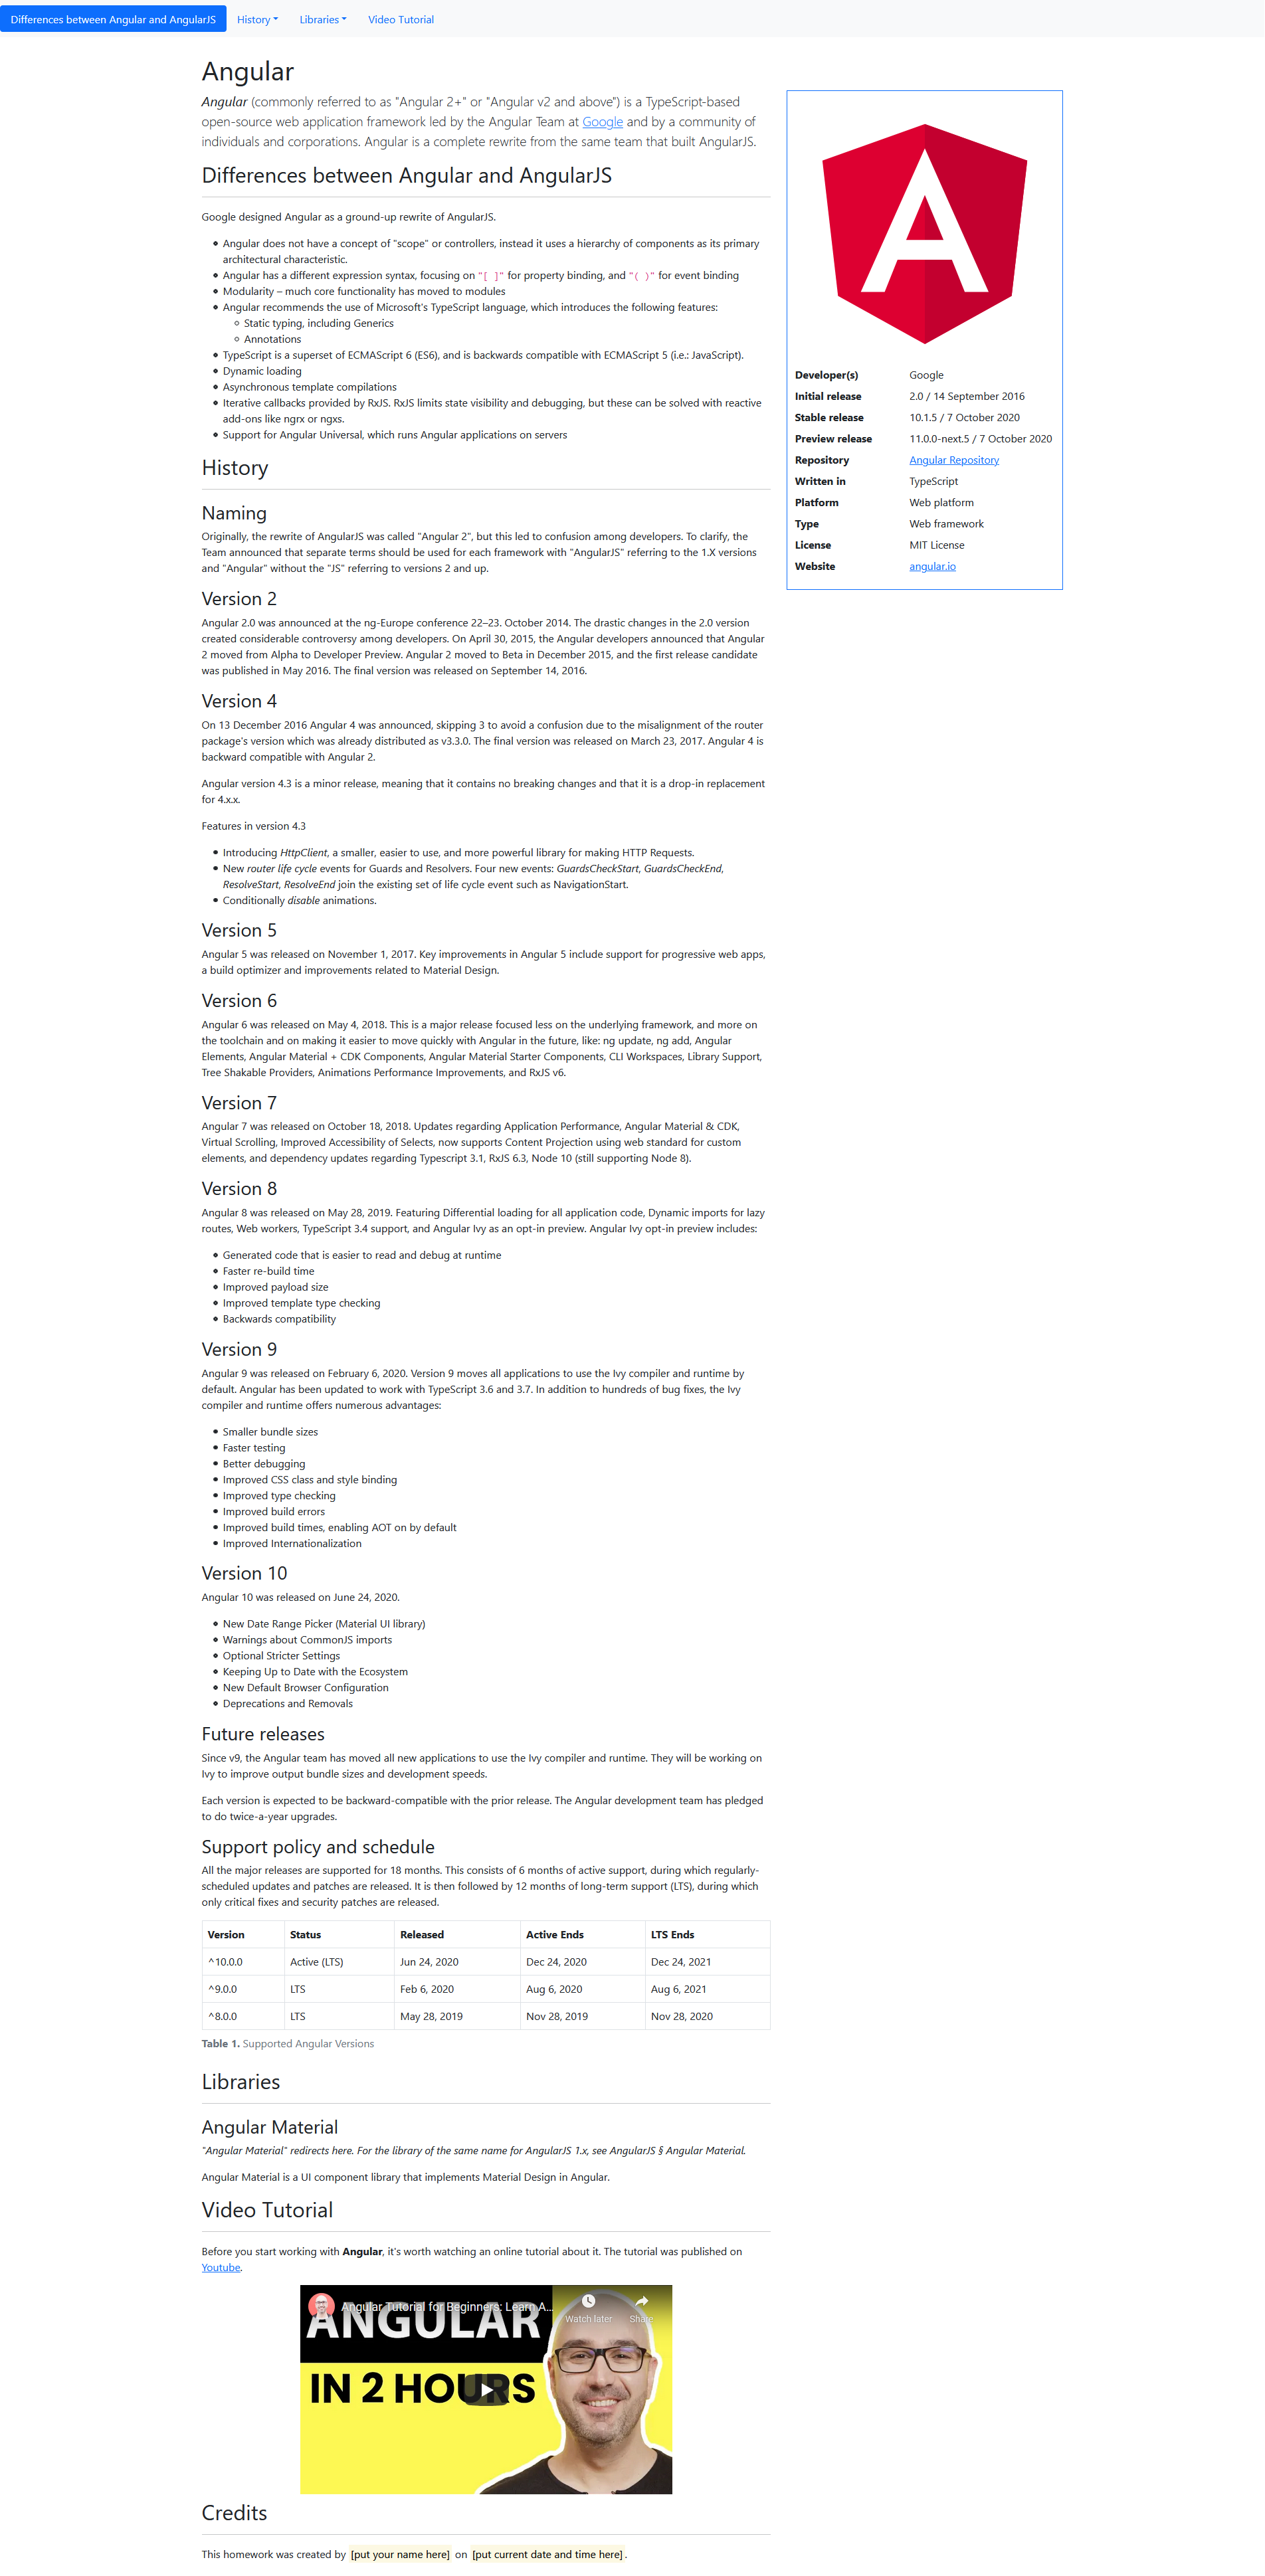 Differences between Angular and AngularJS History Libraries Video Tutorial
Angular
Angular (commonly referred to as "Angular 2+" or "Angular v2 and above") is a TypeScript-based
open-source web application framework led by the Angular Team at Google and by a community of
individuals and corporations. Angular is a complete rewrite from the same team that built AngularJS.
Differences between Angular and AngularJS
Google designed Angular as a ground-up rewrite of AngularJS.
Angular does not have a concept of "scope" or controllers, instead it uses a hierarchy of components as its primary
architectural characteristic.
Angular has a different expression syntax, focusing on "[ ]" for property binding, and "( )" for event binding
Modularity – much core functionality has moved to modules
Angular recommends the use of Microsoft's TypeScript language, which introduces the following features:
Static typing, including Generics
Annotations
TypeScript is a superset of ECMAScript 6 (ES6), and is backwards compatible with ECMAScript 5 (i.e.: JavaScript).
Dynamic loading
Asynchronous template compilations
Iterative callbacks provided by RxJS. RxJS limits state visibility and debugging, but these can be solved with reactive
add-ons like ngrx or ngxs.
Support for Angular Universal, which runs Angular applications on servers
A
Developer(s) Google
Initial release 2.0 / 14 September 2016
Stable release 10.1.5 / 7 October 2020
Preview release 11.0.0-next.5 / 7 October 2020
Repository Angular Repository
Written in TypeScript
Platform Web platform
Type Web framework
License MIT License
Website angular.io
History
Naming
Originally, the rewrite of AngularJS was called "Angular 2", but this led to confusion among developers. To clarify, the
Team announced that separate terms should be used for each framework with "AngularJS" referring to the 1.X versions
and "Angular" without the "JS" referring to versions 2 and up.
Version 2
Angular 2.0 was announced at the ng-Europe conference 22–23. October 2014. The drastic changes in the 2.0 version
created considerable controversy among developers. On April 30, 2015, the Angular developers announced that Angular
2 moved from Alpha to Developer Preview. Angular 2 moved to Beta in December 2015, and the first release candidate
was published in May 2016. The final version was released on September 14, 2016.
Version 4
On 13 December 2016 Angular 4 was announced, skipping 3 to avoid a confusion due to the misalignment of the router
package's version which was already distributed as v3.3.0. The final version was released on March 23, 2017. Angular 4 is
backward compatible with Angular 2.
Angular version 4.3 is a minor release, meaning that it contains no breaking changes and that it is a drop-in replacement
for 4.x.x.
Features in version 4.3
Introducing HttpClient, a smaller, easier to use, and more powerful library for making HTTP Requests.
New router life cycle events for Guards and Resolvers. Four new events: GuardsCheckStart, GuardsCheckEnd,
ResolveStart, ResolveEnd join the existing set of life cycle event such as NavigationStart.
Conditionally disable animations.
Version 5
Angular 5 was released on November 1, 2017. Key improvements in Angular 5 include support for progressive web apps,
a build optimizer and improvements related to Material Design.
Version 6
Angular 6 was released on May 4, 2018. This is a major release focused less on the underlying framework, and more on
the toolchain and on making it easier to move quickly with Angular in the future, like: ng update, ng add, Angular
Elements, Angular Material + CDK Components, Angular Material Starter Components, CLI Workspaces, Library Support,
Tree Shakable Providers, Animations Performance Improvements, and RxJS v6.
Version 7
Angular 7 was released on October 18, 2018. Updates regarding Application Performance, Angular Material & CDK,
Virtual Scrolling, Improved Accessibility of Selects, now supports Content Projection using web standard for custom
elements, and dependency updates regarding Typescript 3.1, RxJS 6.3, Node 10 (still supporting Node 8).
Version 8
Angular 8 was released on May 28, 2019. Featuring Differential loading for all application code, Dynamic imports for lazy
routes, Web workers, TypeScript 3.4 support, and Angular Ivy as an opt-in preview. Angular Ivy opt-in preview includes:
Generated code that is easier to read and debug at runtime
Faster re-build time
Improved payload size
Improved template type checking
Backwards compatibility
Version 9
Angular 9 was released on February 6, 2020. Version 9 moves all applications to use the Ivy compiler and runtime by
default. Angular has been updated to work with TypeScript 3.6 and 3.7. In addition to hundreds of bug fixes, the Ivy
compiler and runtime offers numerous advantages:
Smaller bundle sizes
Faster testing
Better debugging
Improved CSS class and style binding
Improved type checking
Improved build errors
Improved build times, enabling AOT on by default
Improved Internationalization
Version 10
Angular 10 was released on June 24, 2020.
New Date Range Picker (Material UI library)
Warnings about CommonJS imports
Optional Stricter Settings
Keeping Up to Date with the Ecosystem
New Default Browser Configuration
Deprecations and Removals
Future releases
Since v9, the Angular team has moved all new applications to use the Ivy compiler and runtime. They will be working on
Ivy to improve output bundle sizes and development speeds.
Each version is expected to be backward-compatible with the prior release. The Angular development team has pledged
to do twice-a-year upgrades.
Support policy and schedule
All the major releases are supported for 18 months. This consists of 6 months of active support, during which regularly-
scheduled updates and patches are released. It is then followed by 12 months of long-term support (LTS), during which
only critical fixes and security patches are released.
Version Status Released Active Ends LTS Ends
^10.0.0 Active (LTS) Jun 24, 2020 Dec 24, 2020 Dec 24, 2021
^9.0.0 LTS Feb 6, 2020 Aug 6, 2020 Aug 6, 2021
^8.0.0 LTS May 28, 2019 Nov 28, 2019 Nov 28, 2020
Table 1. Supported Angular Versions
Libraries
Angular Material
"Angular Material" redirects here. For the library of the same name for AngularJS 1.x, see AngularJS § Angular Material.
Angular Material is a UI component library that implements Material Design in Angular.
Video Tutorial
Before you start working with Angular, it's worth watching an online tutorial about it. The tutorial was published on
Youtube.
Angular Tutorial for Beginners: Learn A...
Watch later Share
ANGULAR
IN 2 HOURS
Credits
This homework was created by [put your name here] on [put current date and time here].